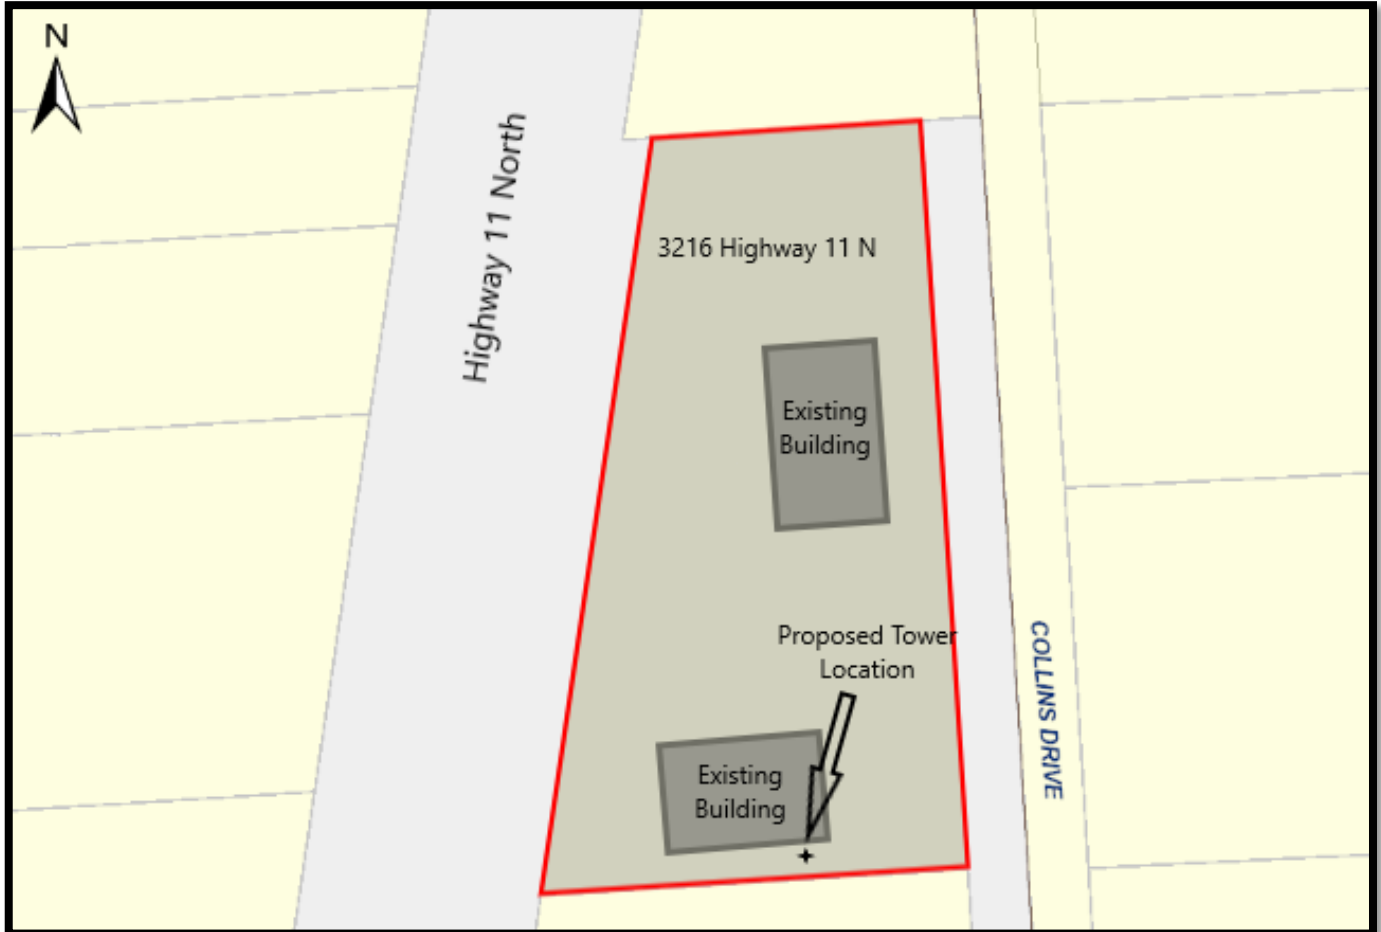 N
Highway 11 North
3216 Highway 11 N
Existing
Building
Proposed Tower
Location
COLLINS DRIVE
Existing
Building